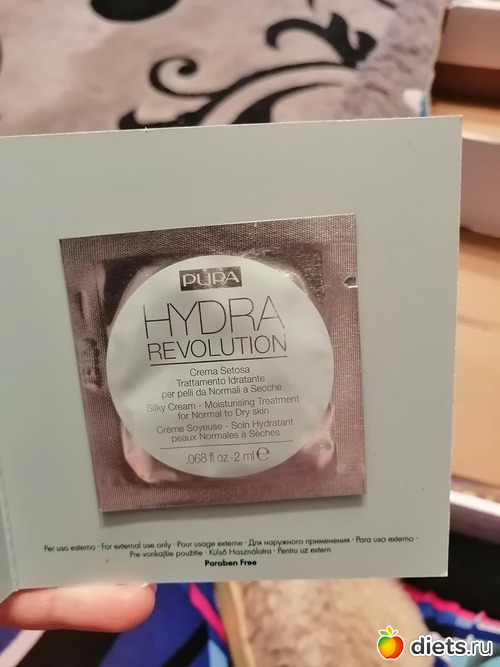 PUPA
HYDRA
REVOLUTION
Crema Setosa
Trattamento Idratante
per pelli da Normali a Secche
Silky Cream - Moisturising Treatment
for Normal to Dry skin
Crème Soyeuse - Soin Hydratant
peaux Normales à Sèches
.068 fl oz - 2 ml ℮
Per uso esterno · For external use only · Pour usage externe · Для наружного применения · Para uso externo ·
Pre vonkajšie použitie · Külső Használatra · Pentru uz extern
Paraben Free
diets.ru